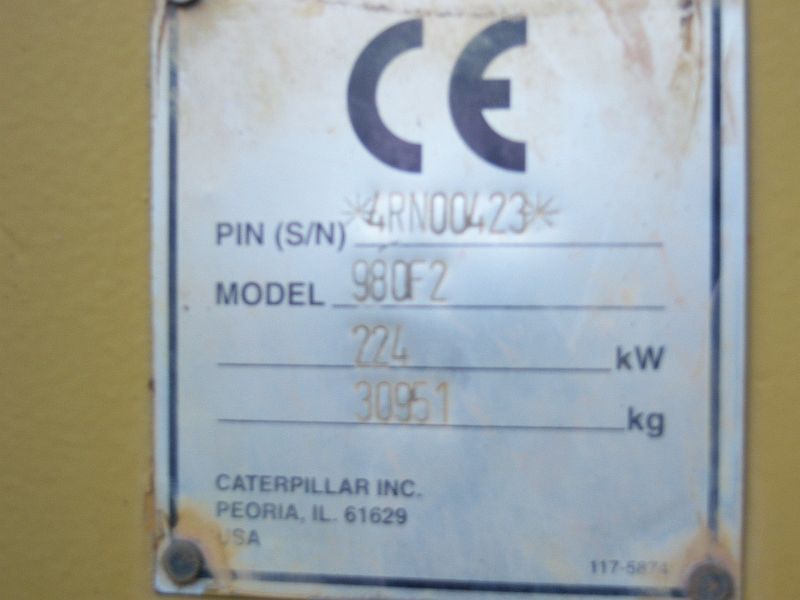 CE
PIN (S/N) *4RN00423*
MODEL 980F2
224 kW
30951 kg
CATERPILLAR INC.
PEORIA, IL. 61629
USA
117-5874